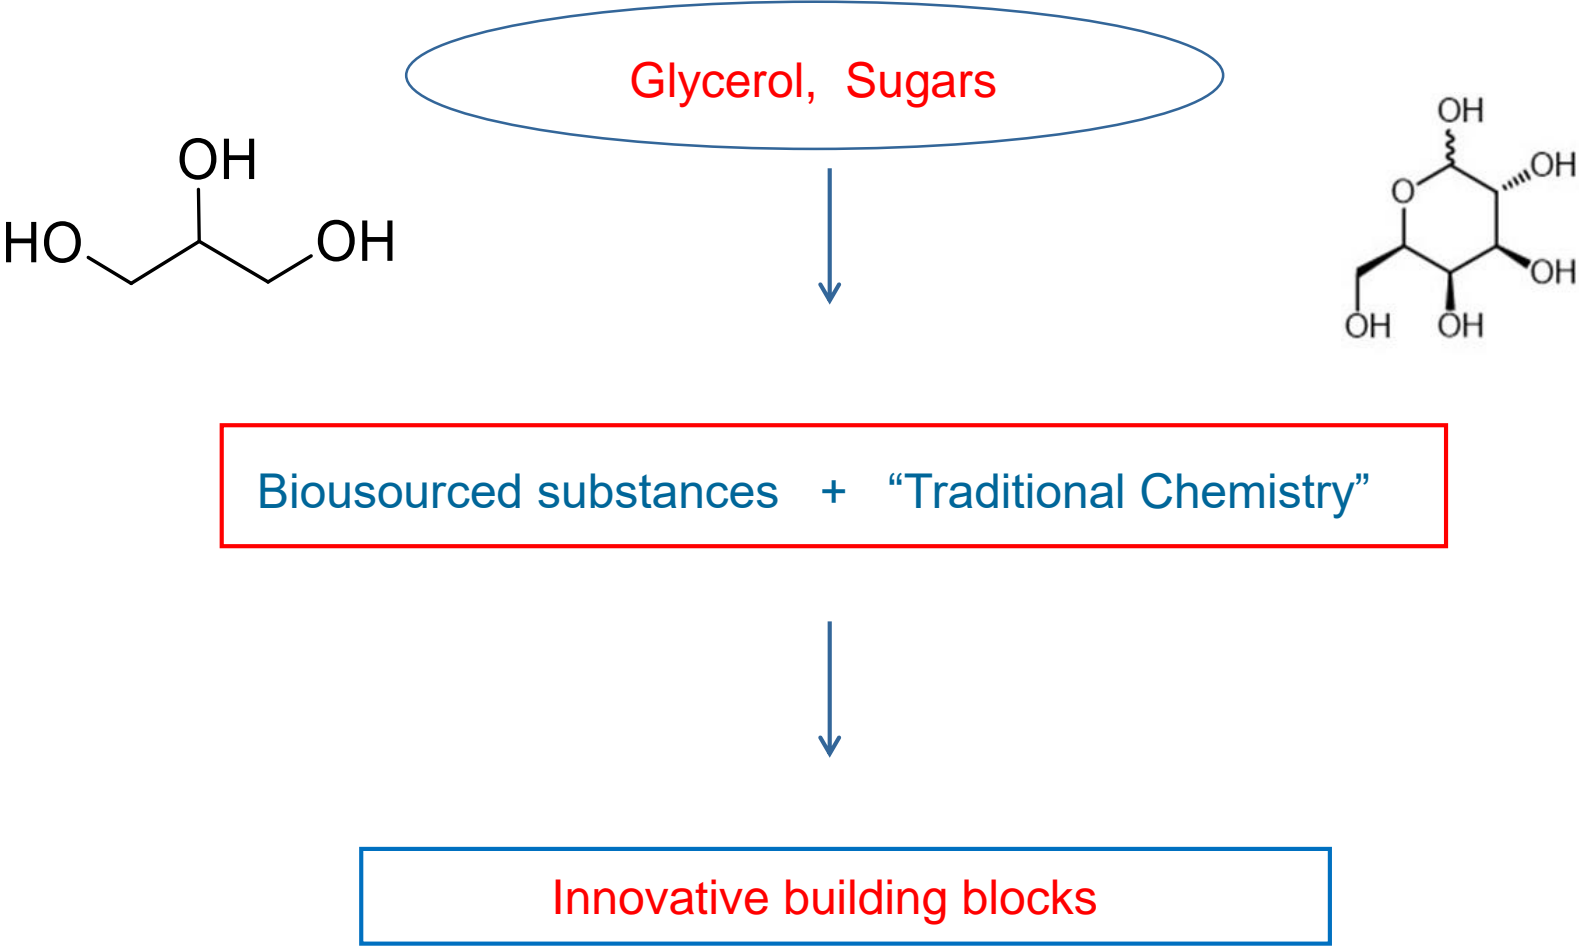 Glycerol, Sugars
OH
HO
OH
OH
O
OH
OH
OH
OH
Biousourced substances + “Traditional Chemistry”
Innovative building blocks